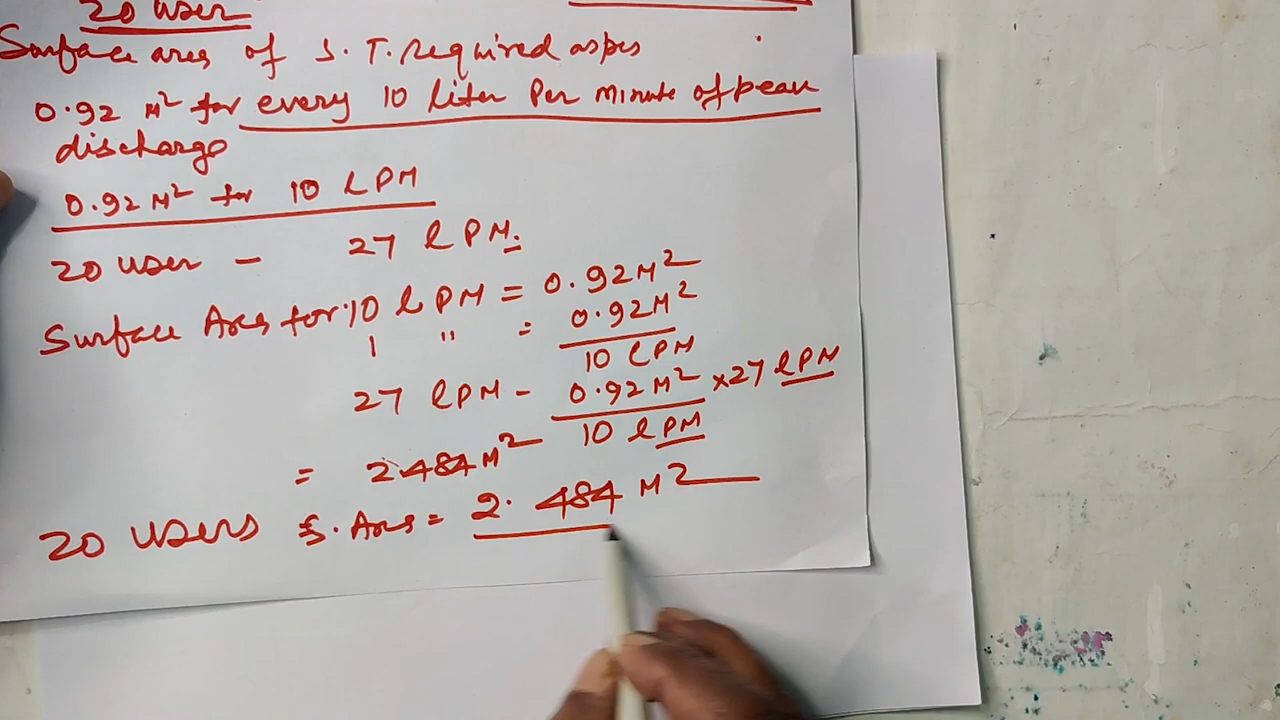 20 User
Surface area of S.T. required as per
0.92 M² for every 10 liter Per minute of peak
discharge
0.92 M² for 10 LPM
20 User - 27 LPM.
Surface Area for 10 LPM = 0.92 M²
1 " = 0.92 M² / 10 LPM
27 LPM - 0.92 M² / 10 LPM × 27 LPM
= 2.484 M²
20 Users S. Area = 2.484 M²